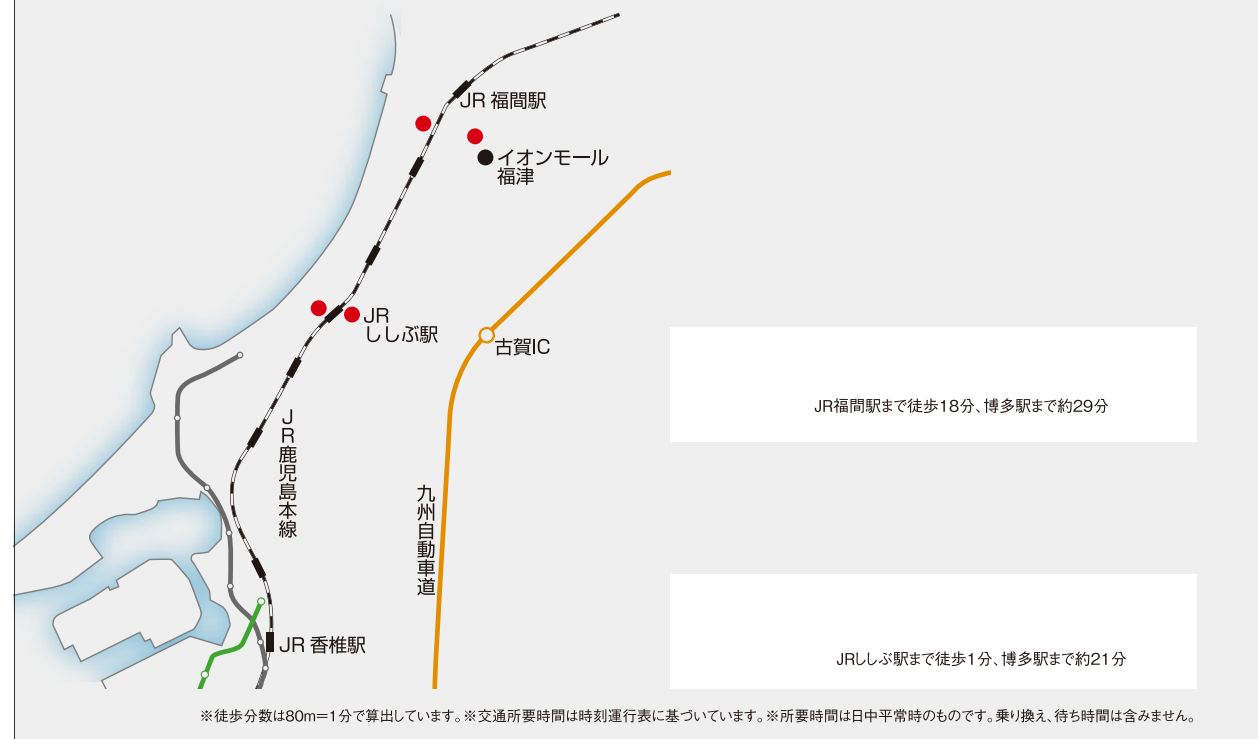 JR 福間駅
イオンモール
福津
JR
ししぶ駅
古賀IC
JR福間駅まで徒歩18分、博多駅まで約29分
JR鹿児島本線
九州自動車道
JR 香椎駅
JRししぶ駅まで徒歩1分、博多駅まで約21分
※徒歩分数は80m＝1分で算出しています。※交通所要時間は時刻運行表に基づいています。※所要時間は日中平常時のものです。乗り換え、待ち時間は含みません。